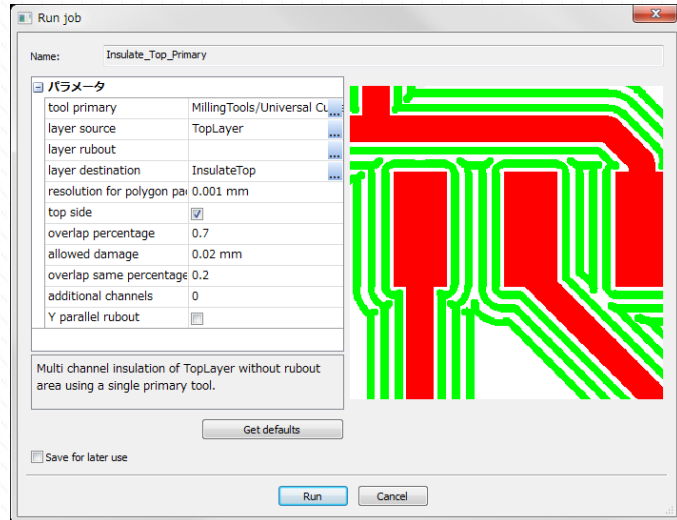 Run job
Name: Insulate_Top_Primary
パラメータ
tool primary MillingTools/Universal ...
layer source TopLayer ...
layer rubout ...
layer destination InsulateTop ...
resolution for polygon pa 0.001 mm
top side
overlap percentage 0.7
allowed damage 0.02 mm
overlap same percentage 0.2
additional channels 0
Y parallel rubout
Multi channel insulation of TopLayer without rubout
area using a single primary tool.
Get defaults
Save for later use
Run Cancel